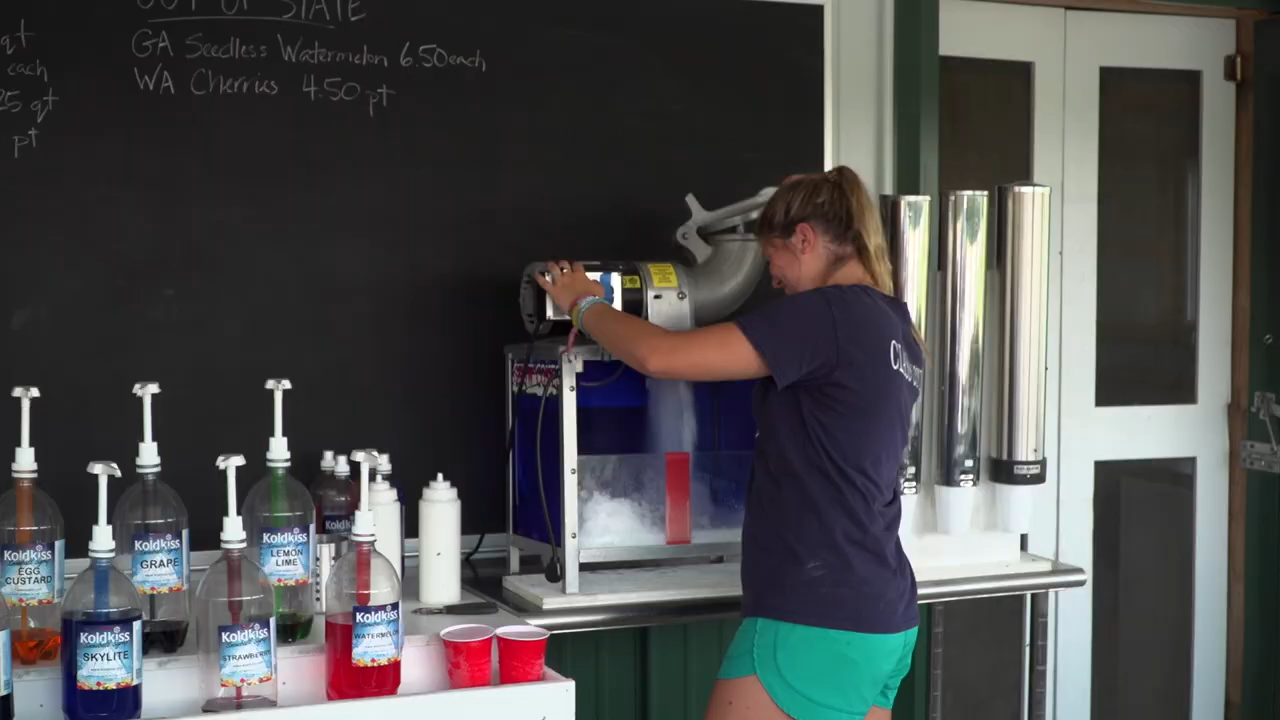 OUT OF STATE
GA Seedless Watermelon 6.50 each
WA Cherries 4.50 pt
qt
each
25 qt
pt
Koldkiss
EGG
CUSTARD
Koldkiss
GRAPE
Koldkiss
LEMON
LIME
Koldkiss
Koldkiss
SKYLITE
Koldkiss
STRAWBERRY
Koldkiss
WATERMELON